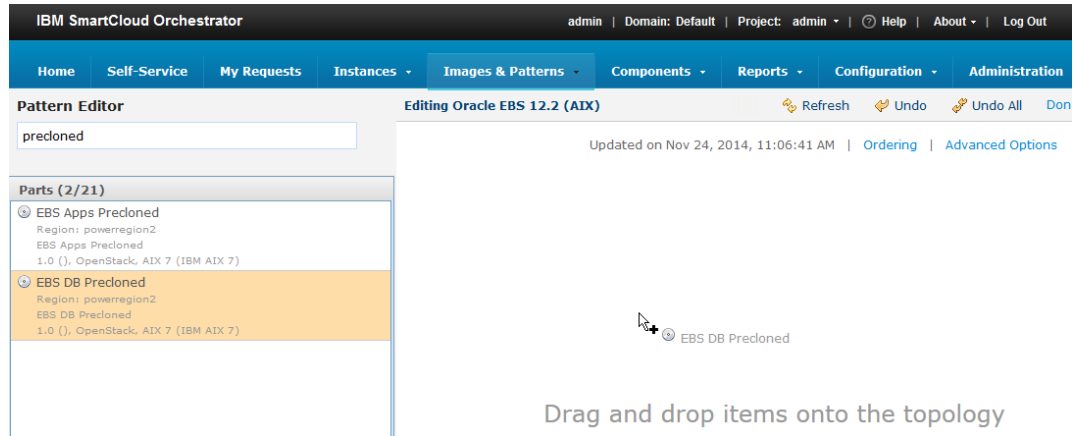 IBM SmartCloud Orchestrator
admin | Domain: Default | Project: admin | Help | About | Log Out
Home Self-Service My Requests Instances Images & Patterns Components Reports Configuration Administration
Pattern Editor
Editing Oracle EBS 12.2 (AIX)
Refresh Undo Undo All Don
precloned
Updated on Nov 24, 2014, 11:06:41 AM | Ordering | Advanced Options
Parts (2/21)
EBS Apps Precloned
Region: powerregion2
EBS Apps Precloned
1.0 (), OpenStack, AIX 7 (IBM AIX 7)
EBS DB Precloned
Region: powerregion2
EBS DB Precloned
1.0 (), OpenStack, AIX 7 (IBM AIX 7)
EBS DB Precloned
Drag and drop items onto the topology